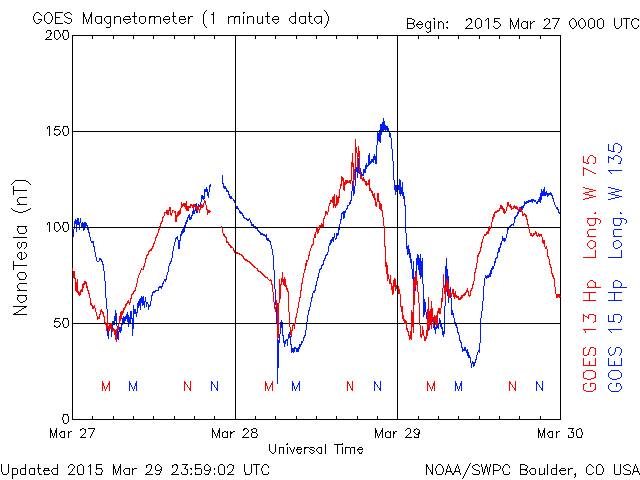 GOES Magnetometer (1 minute data)
Begin: 2015 Mar 27 0000 UTC
200
150
100
50
0
NanoTesla (nT)
M M N N M M N N M M N N
Mar 27 Mar 28 Mar 29 Mar 30
Universal Time
GOES 13 Hp Long. W 75
GOES 15 Hp Long. W 135
Updated 2015 Mar 29 23:59:02 UTC
NOAA/SWPC Boulder, CO USA